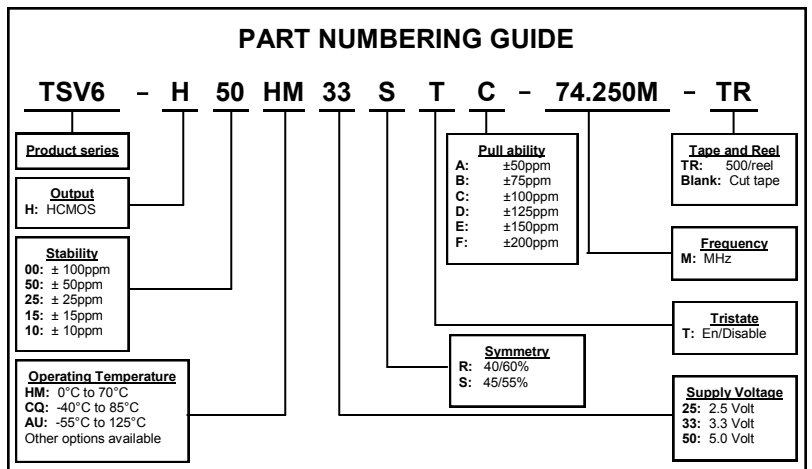 PART NUMBERING GUIDE
TSV6 - H 50 HM 33 S T C - 74.250M - TR
Product series
Output
H: HCMOS
Stability
00: ± 100ppm
50: ± 50ppm
25: ± 25ppm
15: ± 15ppm
10: ± 10ppm
Operating Temperature
HM: 0°C to 70°C
CQ: -40°C to 85°C
AU: -55°C to 125°C
Other options available
Pull ability
A: ±50ppm
B: ±75ppm
C: ±100ppm
D: ±125ppm
E: ±150ppm
F: ±200ppm
Symmetry
R: 40/60%
S: 45/55%
Tape and Reel
TR: 500/reel
Blank: Cut tape
Frequency
M: MHz
Tristate
T: En/Disable
Supply Voltage
25: 2.5 Volt
33: 3.3 Volt
50: 5.0 Volt